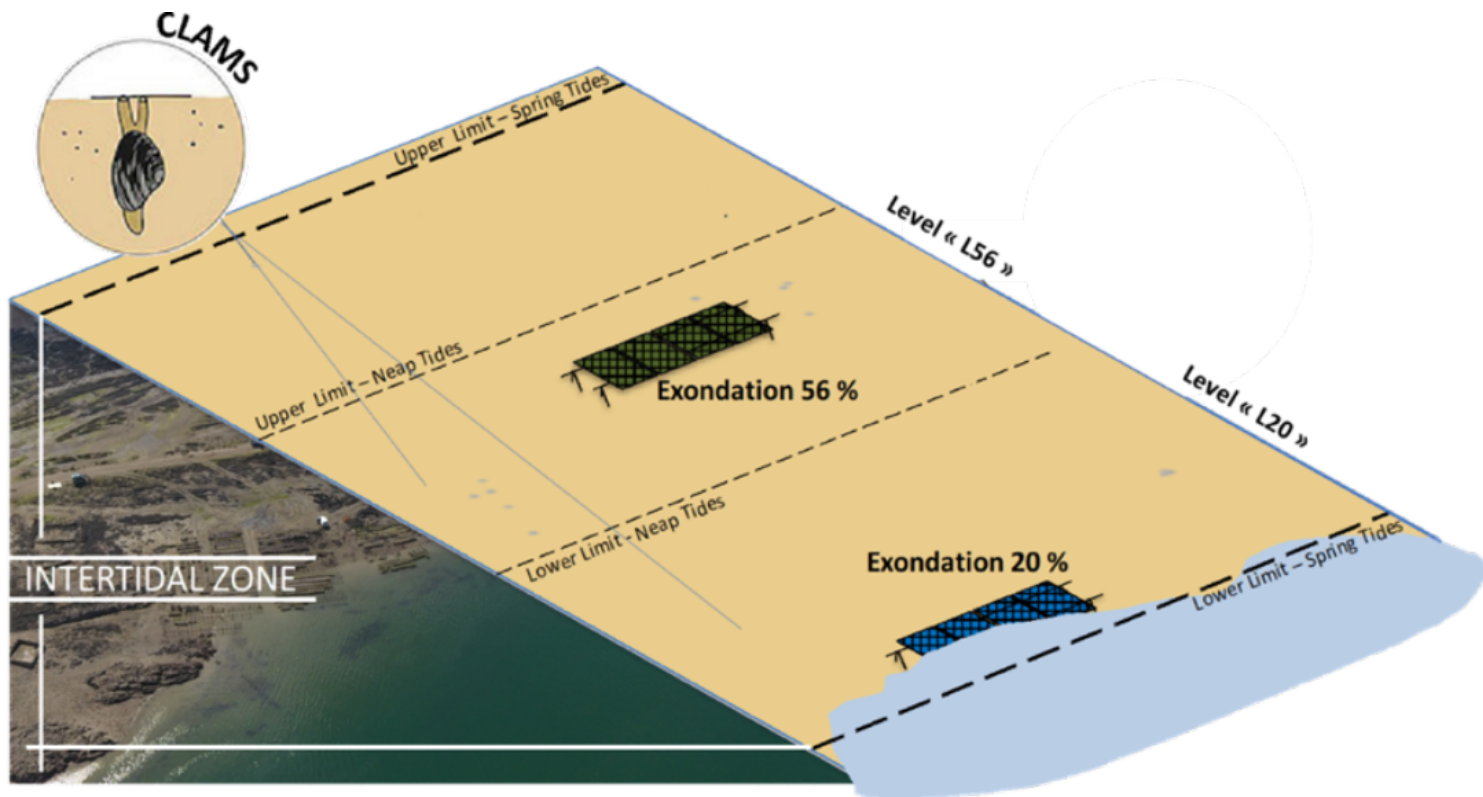 CLAMS
Upper Limit – Spring Tides
Level « L56 »
Upper Limit – Neap Tides
Exondation 56 %
Level « L20 »
Lower Limit - Neap Tides
Exondation 20 %
INTERTIDAL ZONE
Lower Limit – Spring Tides